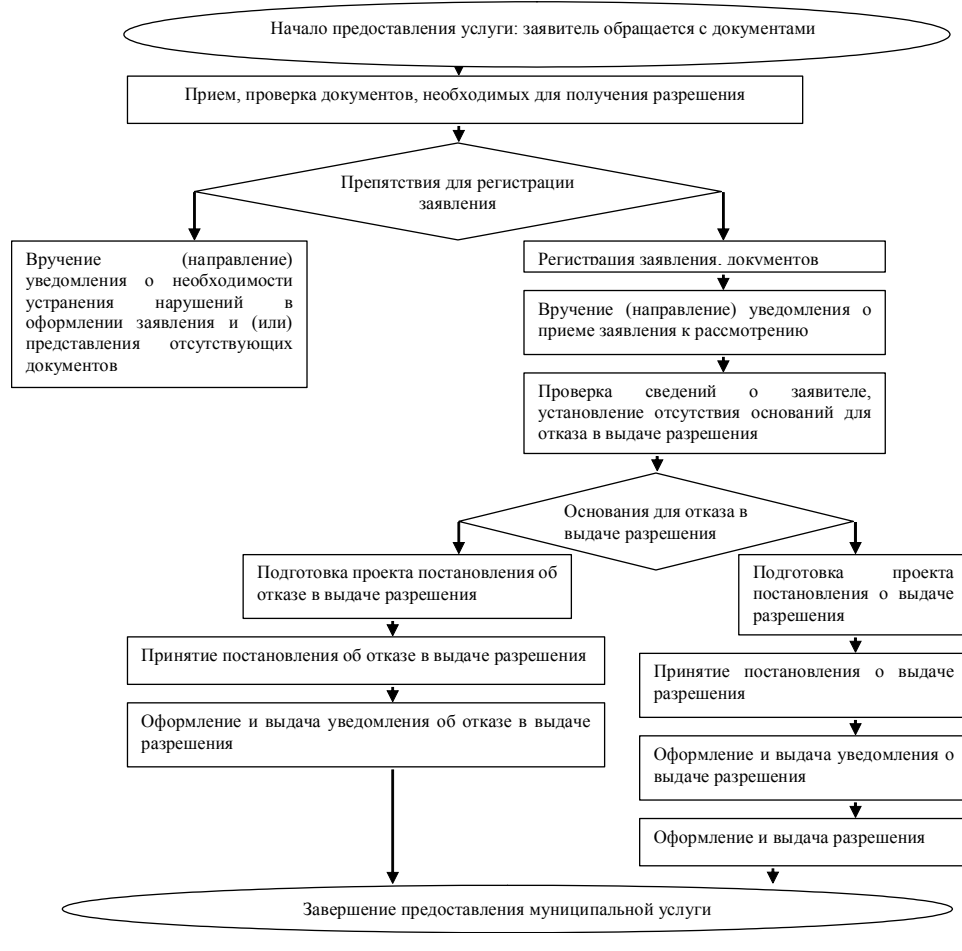 Начало предоставления услуги: заявитель обращается с документами
Прием, проверка документов, необходимых для получения разрешения
Препятствия для регистрации
заявления
Вручение (направление)
уведомления о необходимости
устранения нарушений в
оформлении заявления и (или)
представления отсутствующих
документов
Регистрация заявления, документов
Вручение (направление) уведомления о
приеме заявления к рассмотрению
Проверка сведений о заявителе,
установление отсутствия оснований для
отказа в выдаче разрешения
Основания для отказа в
выдаче разрешения
Подготовка проекта постановления об
отказе в выдаче разрешения
Принятие постановления об отказе в выдаче разрешения
Оформление и выдача уведомления об отказе в выдаче
разрешения
Подготовка проекта
постановления о выдаче
разрешения
Принятие постановления о выдаче
разрешения
Оформление и выдача уведомления о
выдаче разрешения
Оформление и выдача разрешения
Завершение предоставления муниципальной услуги